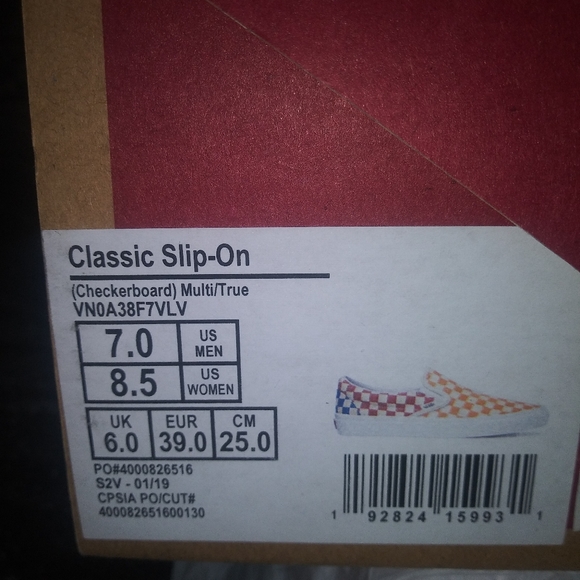 Classic Slip-On
(Checkerboard) Multi/True
VN0A38F7VLV
7.0 US MEN
8.5 US WOMEN
UK EUR CM
6.0 39.0 25.0
PO#4000826516
S2V - 01/19
CPSIA PO/CUT#
400082651600130
1 92824 15993 1